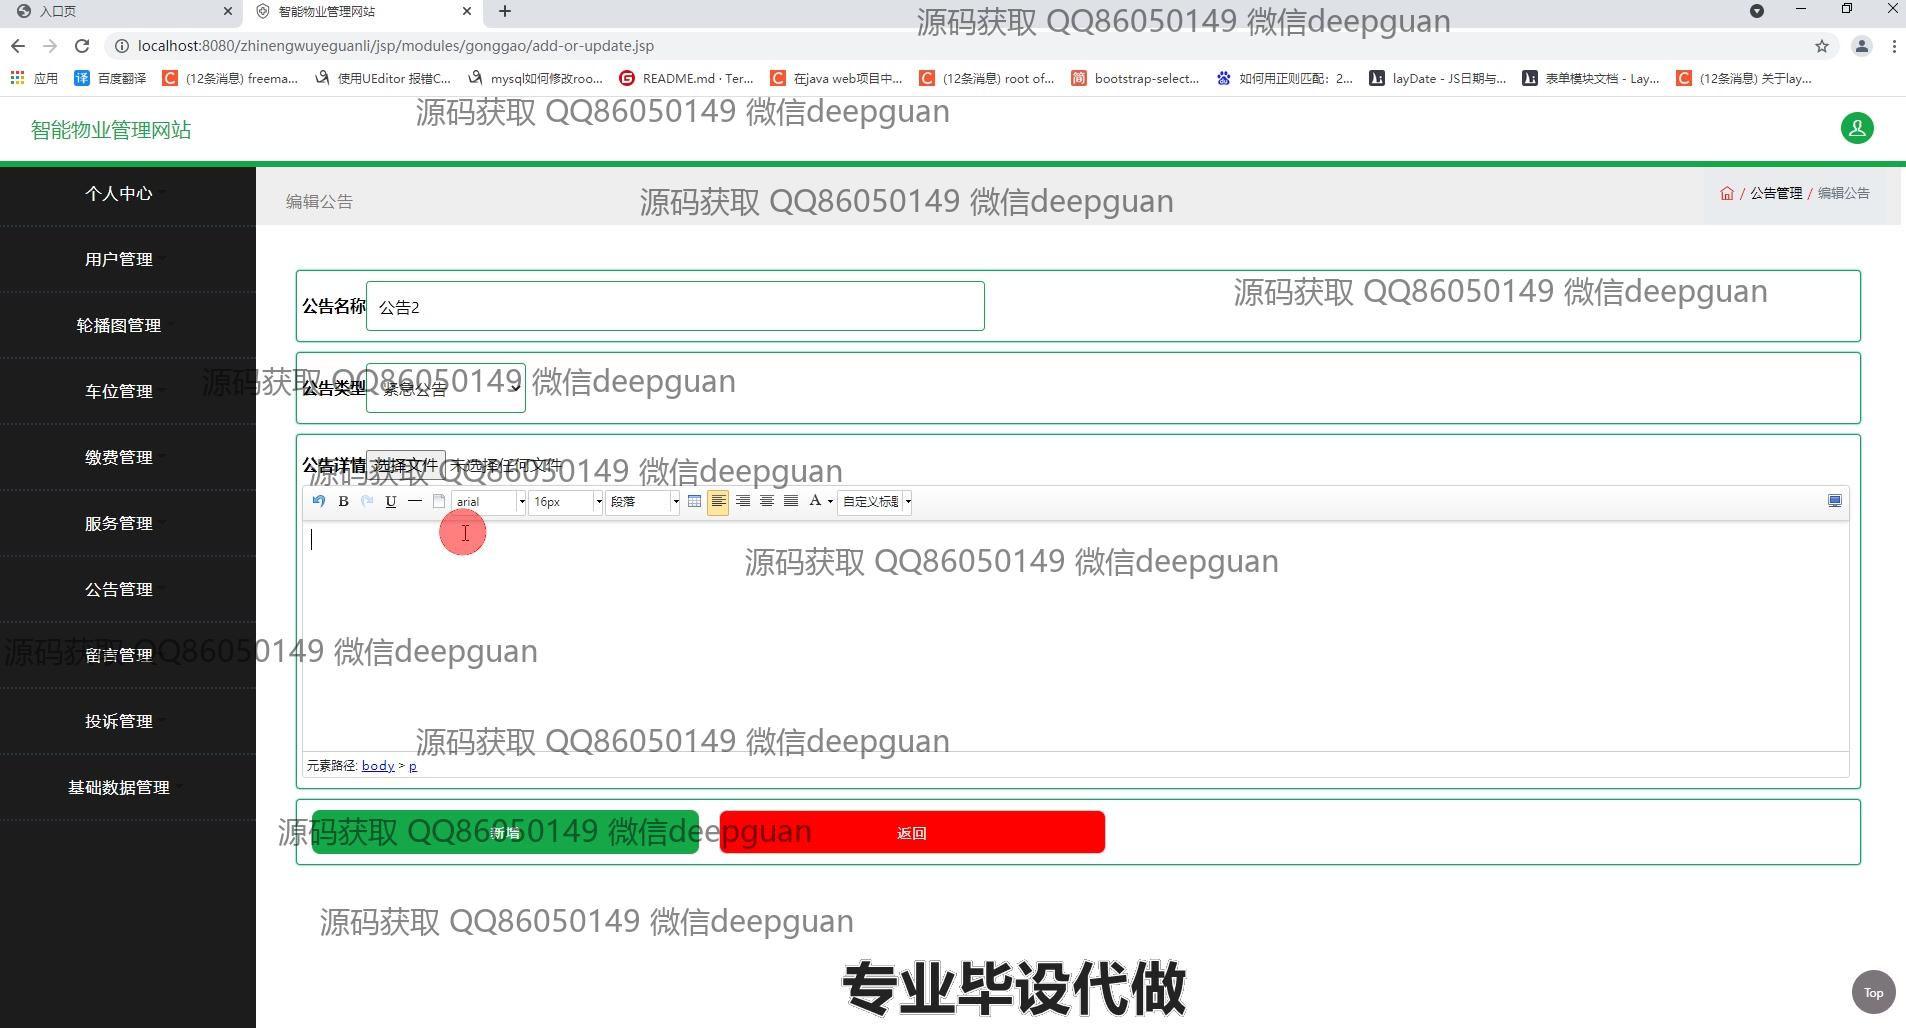 入口页
智能物业管理网站
源码获取 QQ86050149 微信deepguan
localhost:8080/zhinengwuyeguanli/jsp/modules/gonggao/add-or-update.jsp
应用 百度翻译 (12条消息) freema... 使用UEditor 报错C... mysql如何修改roo... README.md · Ter... 在java web项目中... (12条消息) root of... bootstrap-select... 如何用正则匹配：2... layDate - JS日期与... 表单模块文档 - Lay... (12条消息) 关于lay...
源码获取 QQ86050149 微信deepguan
智能物业管理网站
个人中心
编辑公告
源码获取 QQ86050149 微信deepguan
/ 公告管理 / 编辑公告
用户管理
公告名称 公告2
源码获取 QQ86050149 微信deepguan
轮播图管理
车位管理
源码获取 QQ86050149 微信deepguan
公告类型 紧急公告
缴费管理
公告详情 选择文件 未选择任何文件
源码获取 QQ86050149 微信deepguan
B U arial 16px 段落 A 自定义标题
服务管理
源码获取 QQ86050149 微信deepguan
公告管理
源码获取 QQ86050149 微信deepguan
留言管理
投诉管理
源码获取 QQ86050149 微信deepguan
元素路径: body > p
基础数据管理
源码获取 QQ86050149 微信deepguan
新增
返回
源码获取 QQ86050149 微信deepguan
专业毕设代做
Top